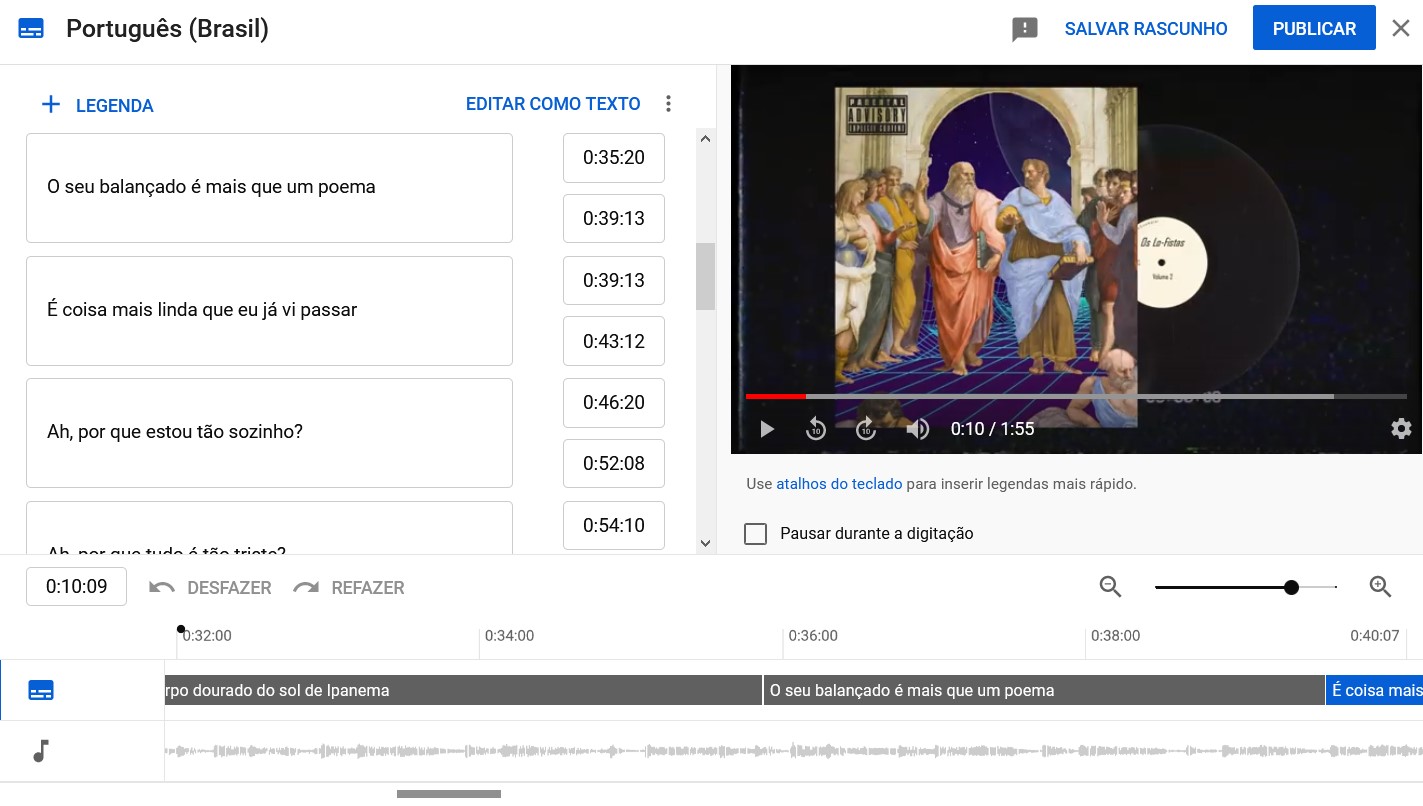 Português (Brasil)
SALVAR RASCUNHO
PUBLICAR
LEGENDA
EDITAR COMO TEXTO
O seu balançado é mais que um poema
0:35:20
0:39:13
É coisa mais linda que eu já vi passar
0:39:13
0:43:12
Ah, por que estou tão sozinho?
0:46:20
0:52:08
Ah, por que tudo é tão triste?
0:54:10
PARENTAL
ADVISORY
EXPLICIT CONTENT
Os Lo-Fistas
Volume 2
10
10
0:10 / 1:55
Use atalhos do teclado para inserir legendas mais rápido.
Pausar durante a digitação
0:10:09
DESFAZER
REFAZER
0:32:00
0:34:00
0:36:00
0:38:00
0:40:07
rpo dourado do sol de Ipanema
O seu balançado é mais que um poema
É coisa mais